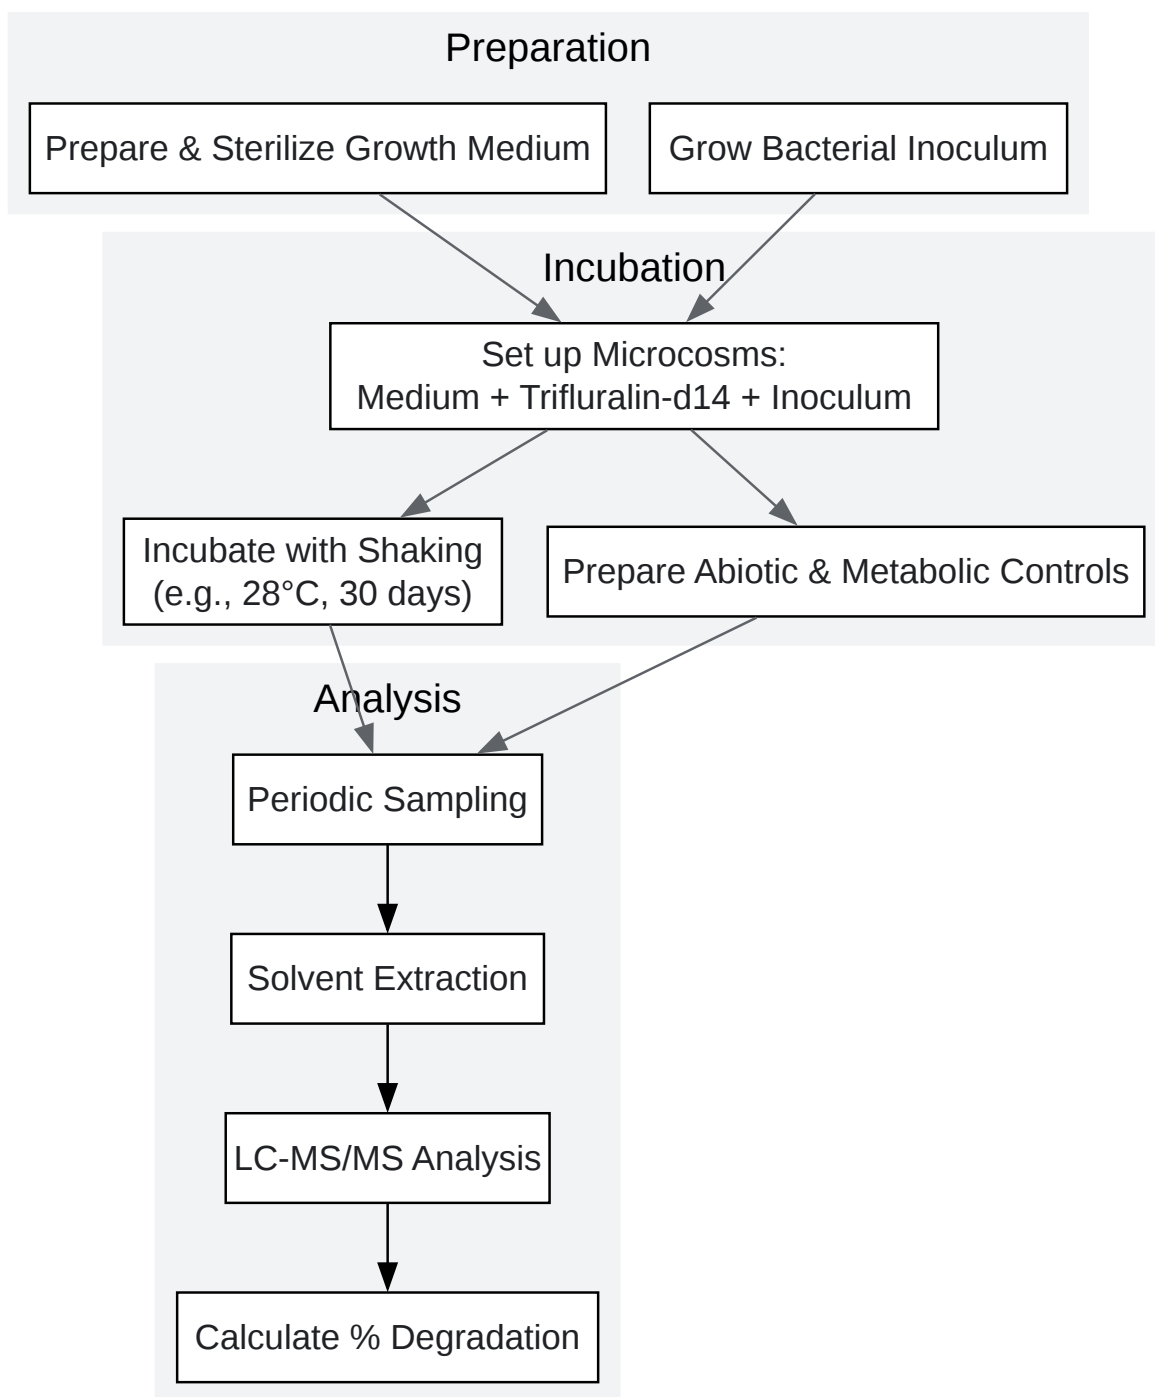 Preparation
Prepare & Sterilize Growth Medium
Grow Bacterial Inoculum
Incubation
Set up Microcosms:
Medium + Trifluralin-d14 + Inoculum
Incubate with Shaking
(e.g., 28°C, 30 days)
Prepare Abiotic & Metabolic Controls
Analysis
Periodic Sampling
Solvent Extraction
LC-MS/MS Analysis
Calculate % Degradation